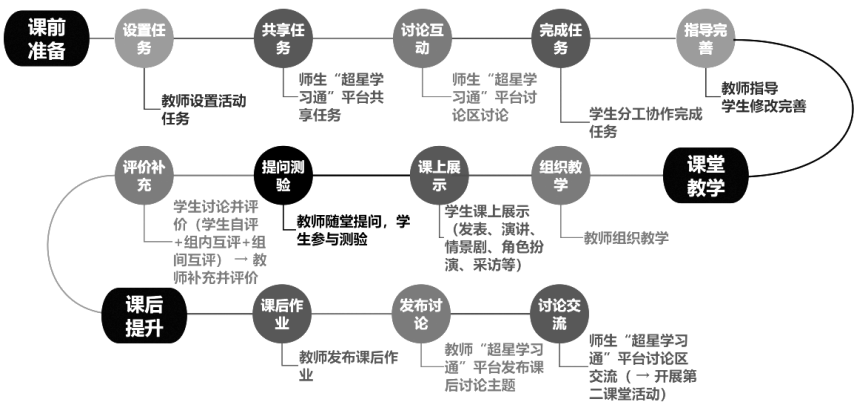 课前
准备
设置任
务
教师设置活动
任务
共享任
务
师生“超星学
习通”平台共
享任务
讨论互
动
师生“超星学
习通”平台讨
论区讨论
完成任
务
学生分工协作完成
任务
指导完
善
教师指导
学生修改完善
课堂
教学
组织教
学
教师组织教学
课上展
示
学生课上展示
（发表、演讲、
情景剧、角色扮
演、采访等）
提问测
验
教师随堂提问，学
生参与测验
评价补
充
学生讨论并评
价（学生自评
+组内互评+组
间互评）→ 教
师补充并评价
课后
提升
课后作
业
教师发布课后作
业
发布讨
论
教师“超星学习
通”平台发布课
后讨论主题
讨论交
流
师生“超星学习
通”平台讨论区
交流（→ 开展第
二课堂活动）